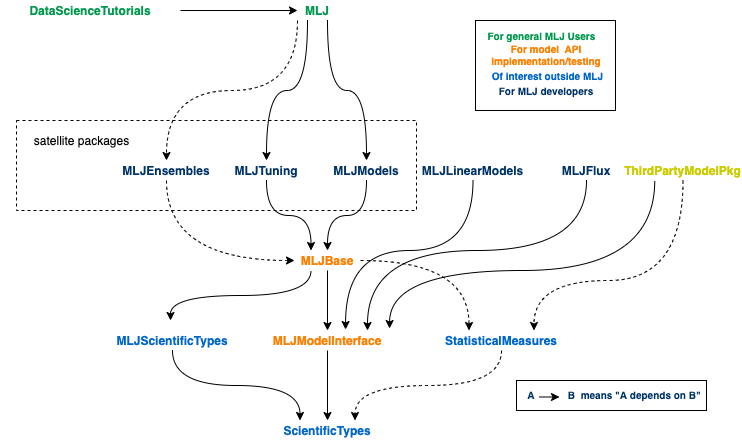 DataScienceTutorials
MLJ
For general MLJ Users
For model API
implementation/testing
Of interest outside MLJ
For MLJ developers
satellite packages
MLJEnsembles
MLJTuning
MLJModels
MLJLinearModels
MLJFlux
ThirdPartyModelPkg
MLJBase
MLJScientificTypes
MLJModelInterface
StatisticalMeasures
A B means "A depends on B"
ScientificTypes